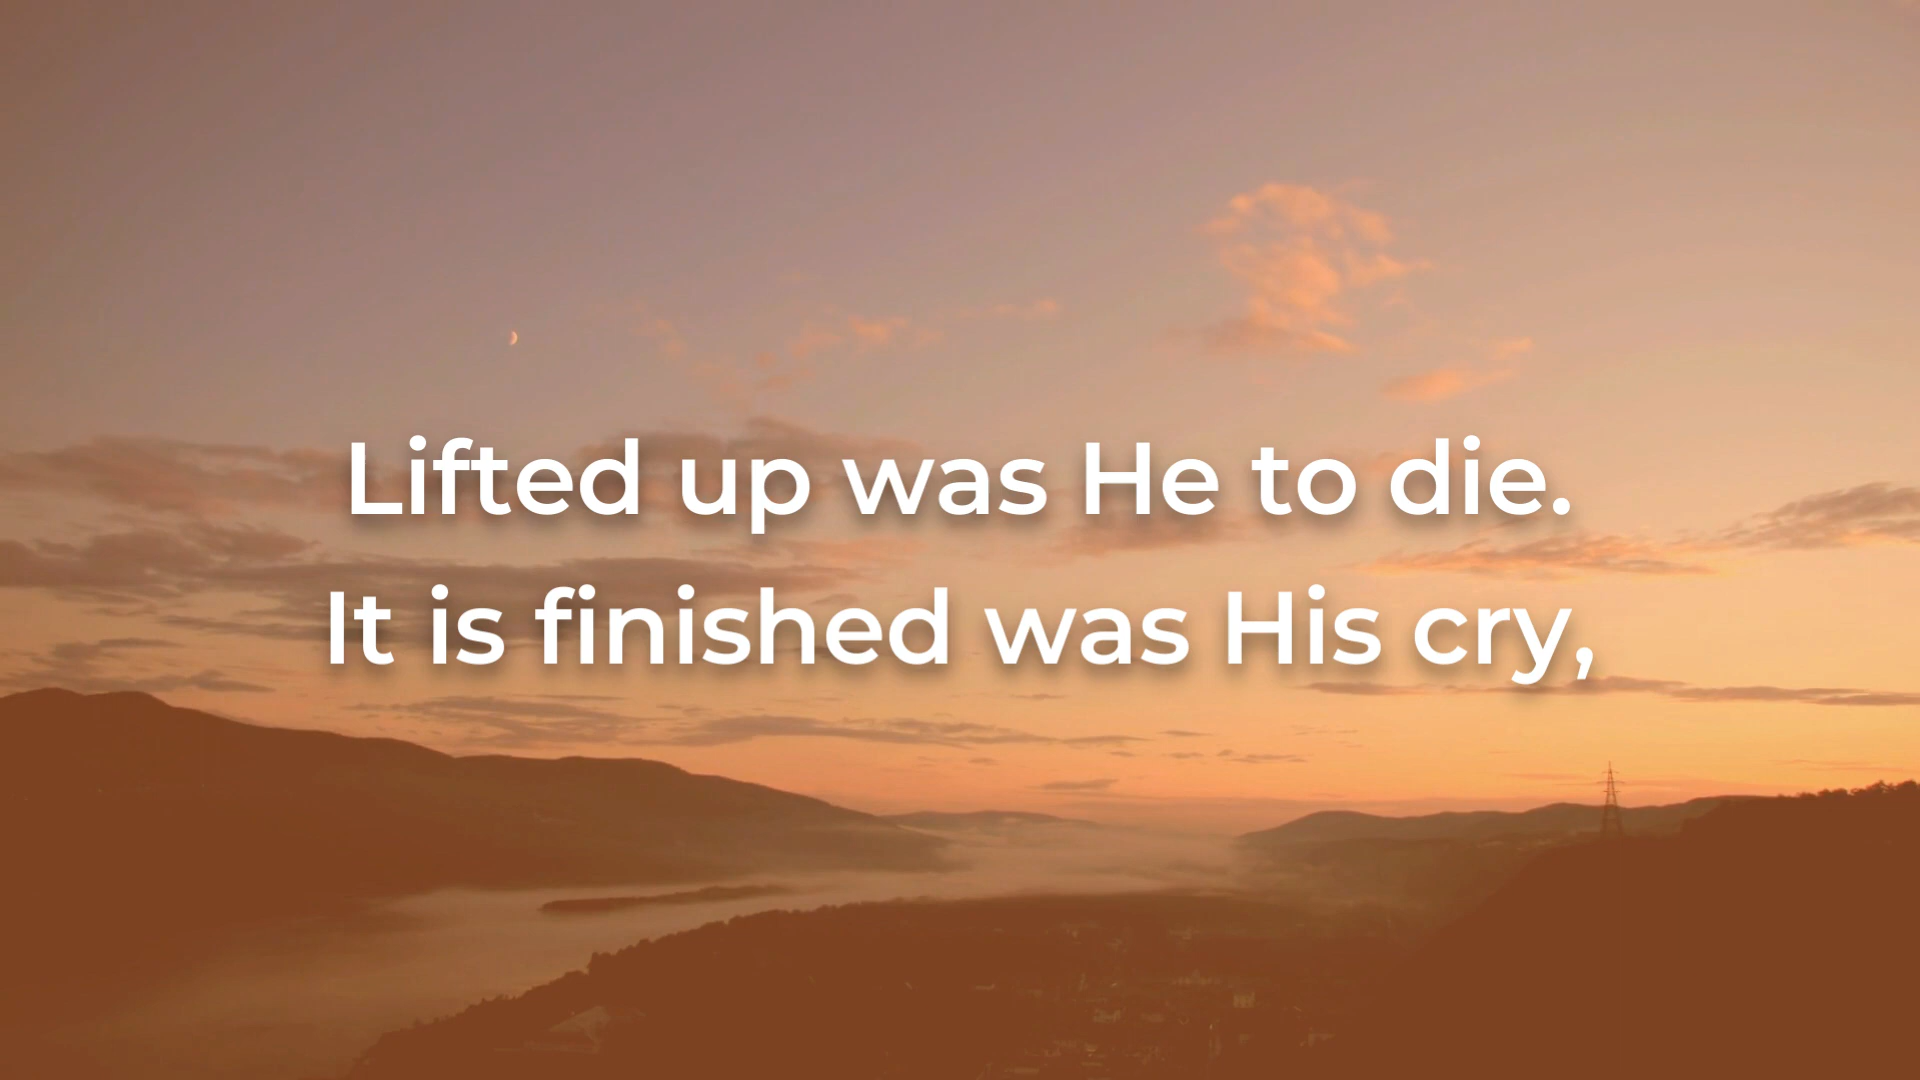 Lifted up was He to die.
It is finished was His cry,